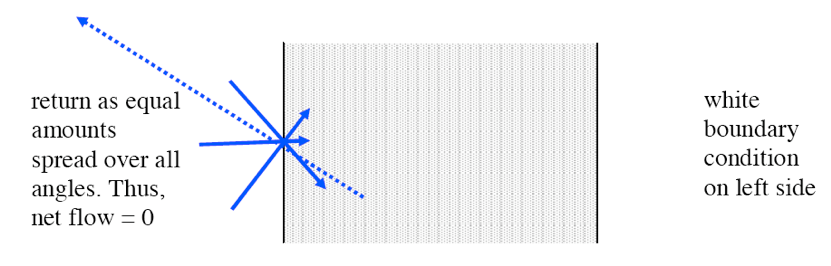 return as equal
amounts
spread over all
angles. Thus,
net flow = 0
white
boundary
condition
on left side